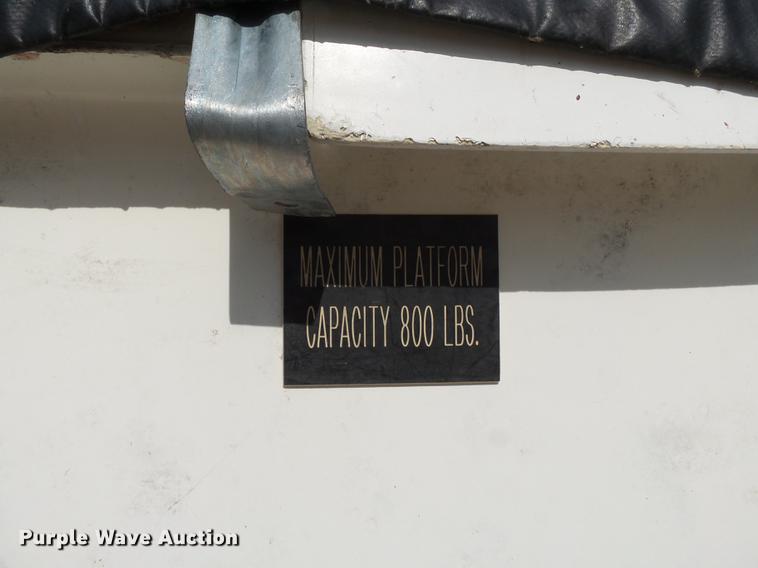 MAXIMUM PLATFORM
CAPACITY 800 LBS.
Purple Wave Auction